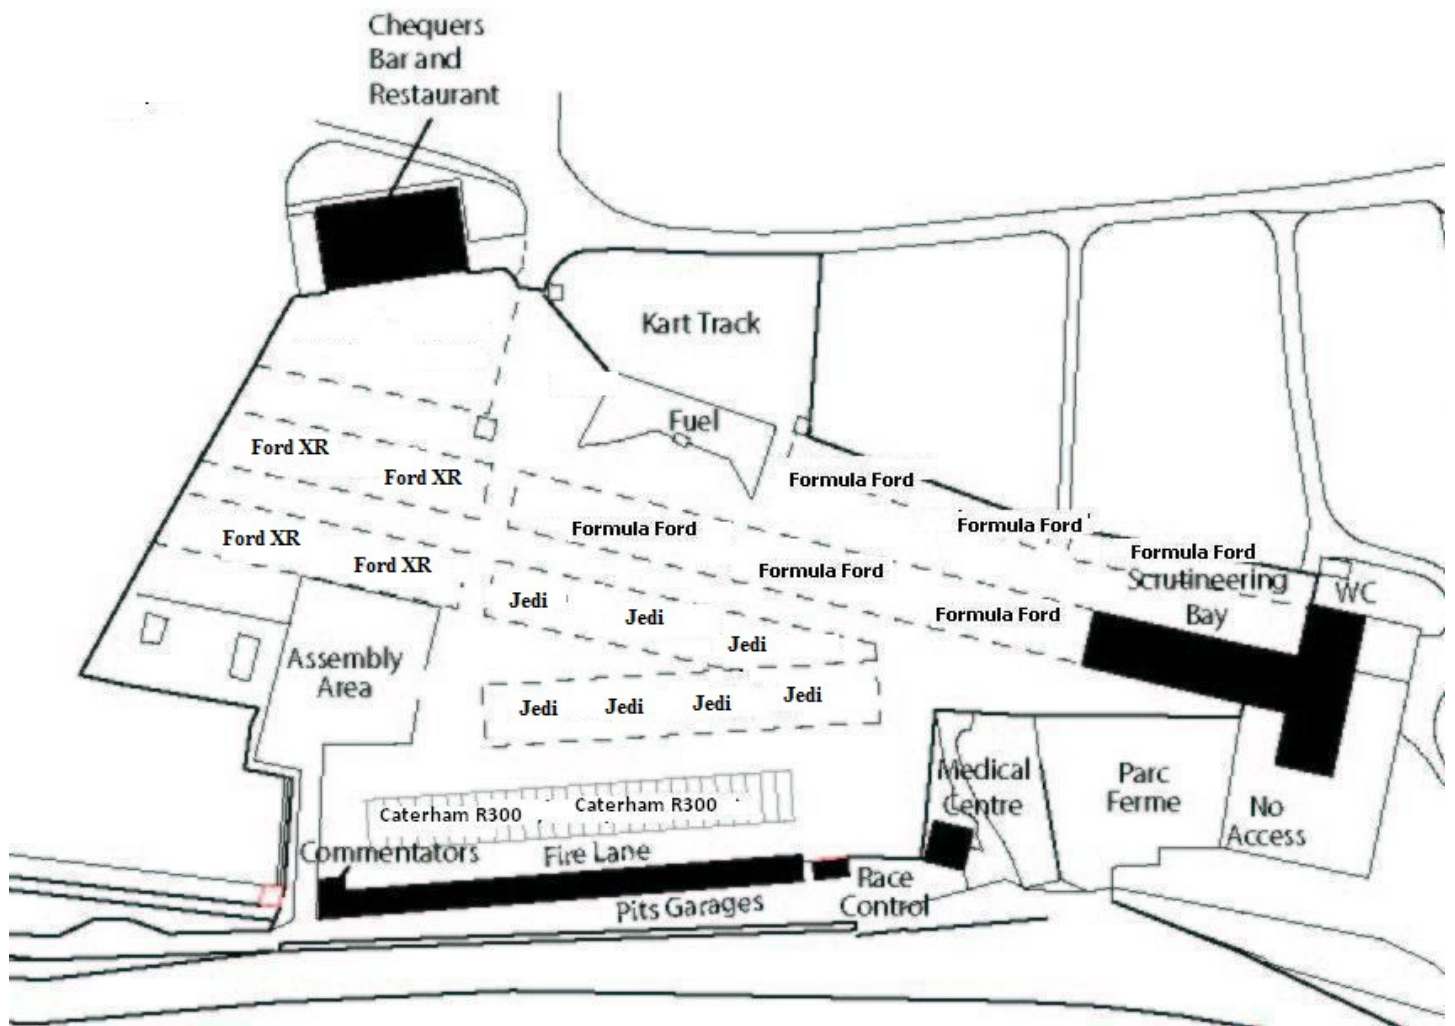 Chequers
Bar and
Restaurant
Kart Track
Fuel
Ford XR
Ford XR
Formula Ford
Formula Ford
Formula Ford
Ford XR
Ford XR
Formula Ford
Formula Ford
Scrutineering
Bay
WC
Jedi
Jedi
Jedi
Formula Ford
Assembly
Area
Jedi
Jedi
Jedi
Jedi
Medical
Centre
Parc
Ferme
No
Access
Caterham R300
Caterham R300
Commentators
Fire Lane
Pits Garages
Race
Control